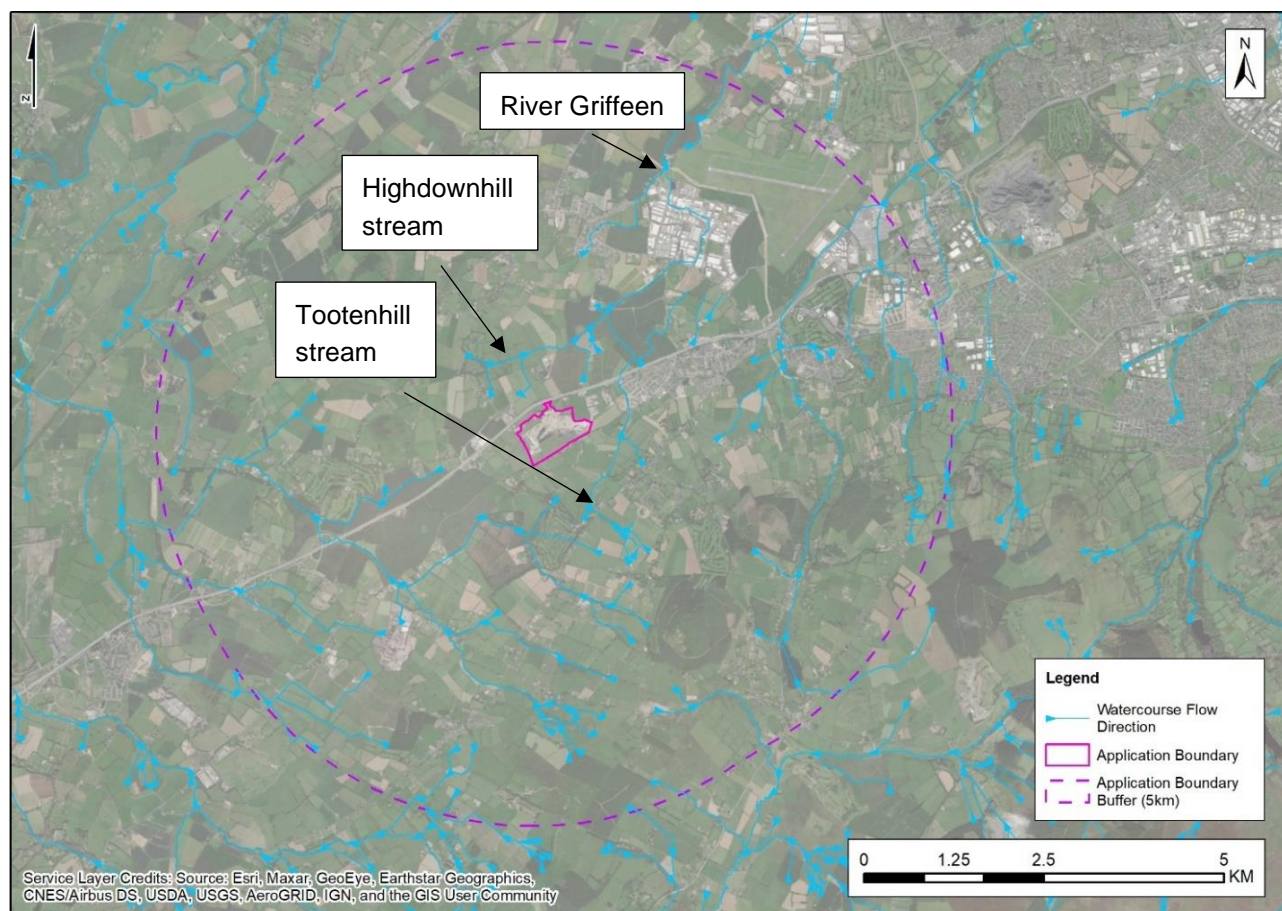 N
N
River Griffeen
Highdownhill
stream
Tootenhill
stream
Legend
Watercourse Flow
Direction
Application Boundary
Application Boundary
Buffer (5km)
0 1.25 2.5 5
KM
Service Layer Credits: Source: Esri, Maxar, GeoEye, Earthstar Geographics,
CNES/Airbus DS, USDA, USGS, AeroGRID, IGN, and the GIS User Community